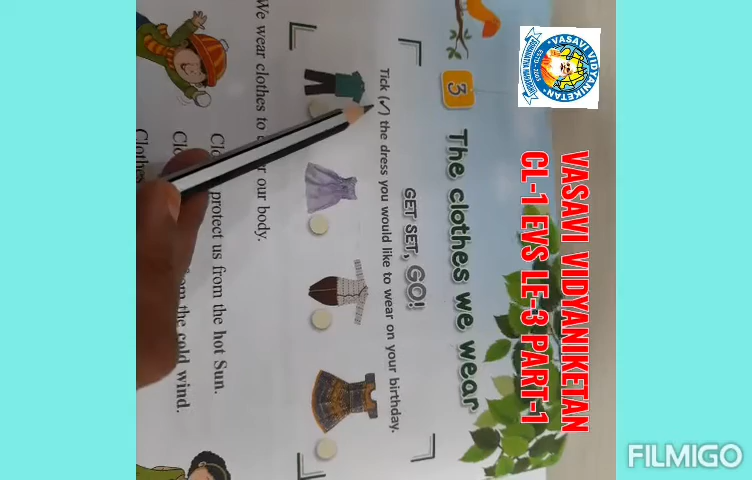 VASAVI VIDYANIKETAN
CL-1 EVS LE-3 PART-1
VASAVI VIDYANIKETAN
3 The clothes we wear
GET SET, GO!
Tick (✓) the dress you would like to wear on your birthday.
We wear clothes to our body.
protect us from the hot Sun.
the cold wind.
FILMIGO